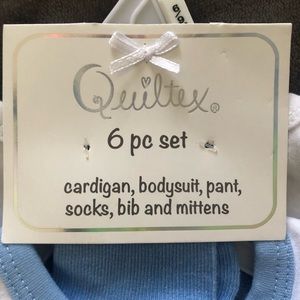 Quiltex®
6 pc set
cardigan, bodysuit, pant,
socks, bib and mittens